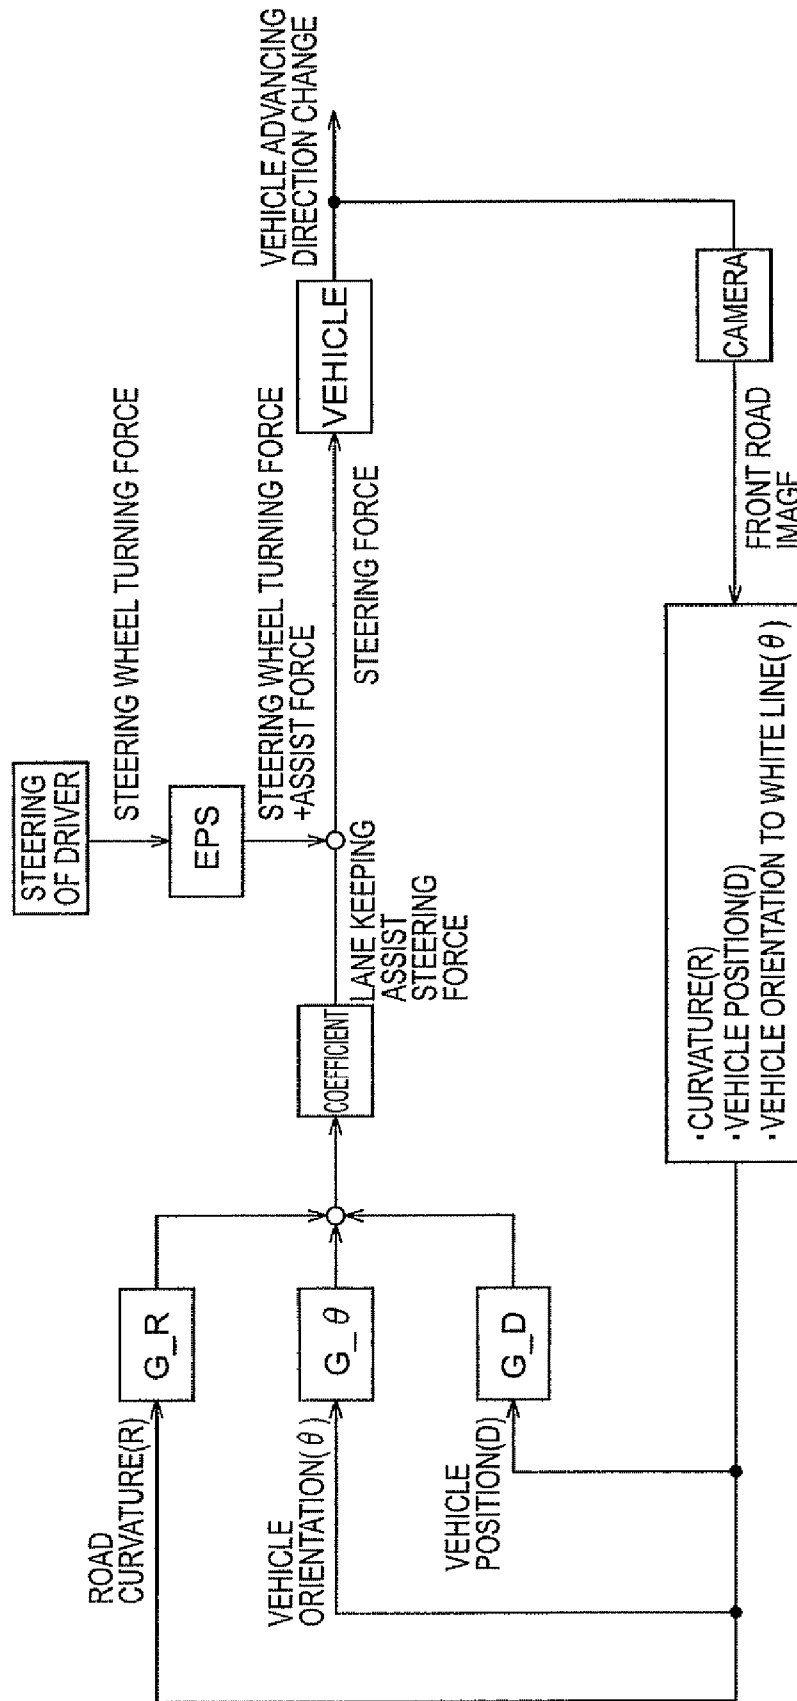 STEERING
OF DRIVER
STEERING WHEEL TURNING FORCE
EPS
STEERING WHEEL TURNING FORCE
+ASSIST FORCE
VEHICLE ADVANCING
DIRECTION CHANGE
ROAD
CURVATURE(R)
G_R
VEHICLE
ORIENTATION(θ)
G_θ
VEHICLE
POSITION(D)
G_D
COEFFICIENT
LANE KEEPING
ASSIST
STEERING
FORCE
STEERING FORCE
VEHICLE
CAMERA
FRONT ROAD
IMAGE
·CURVATURE(R)
·VEHICLE POSITION(D)
·VEHICLE ORIENTATION TO WHITE LINE(θ)